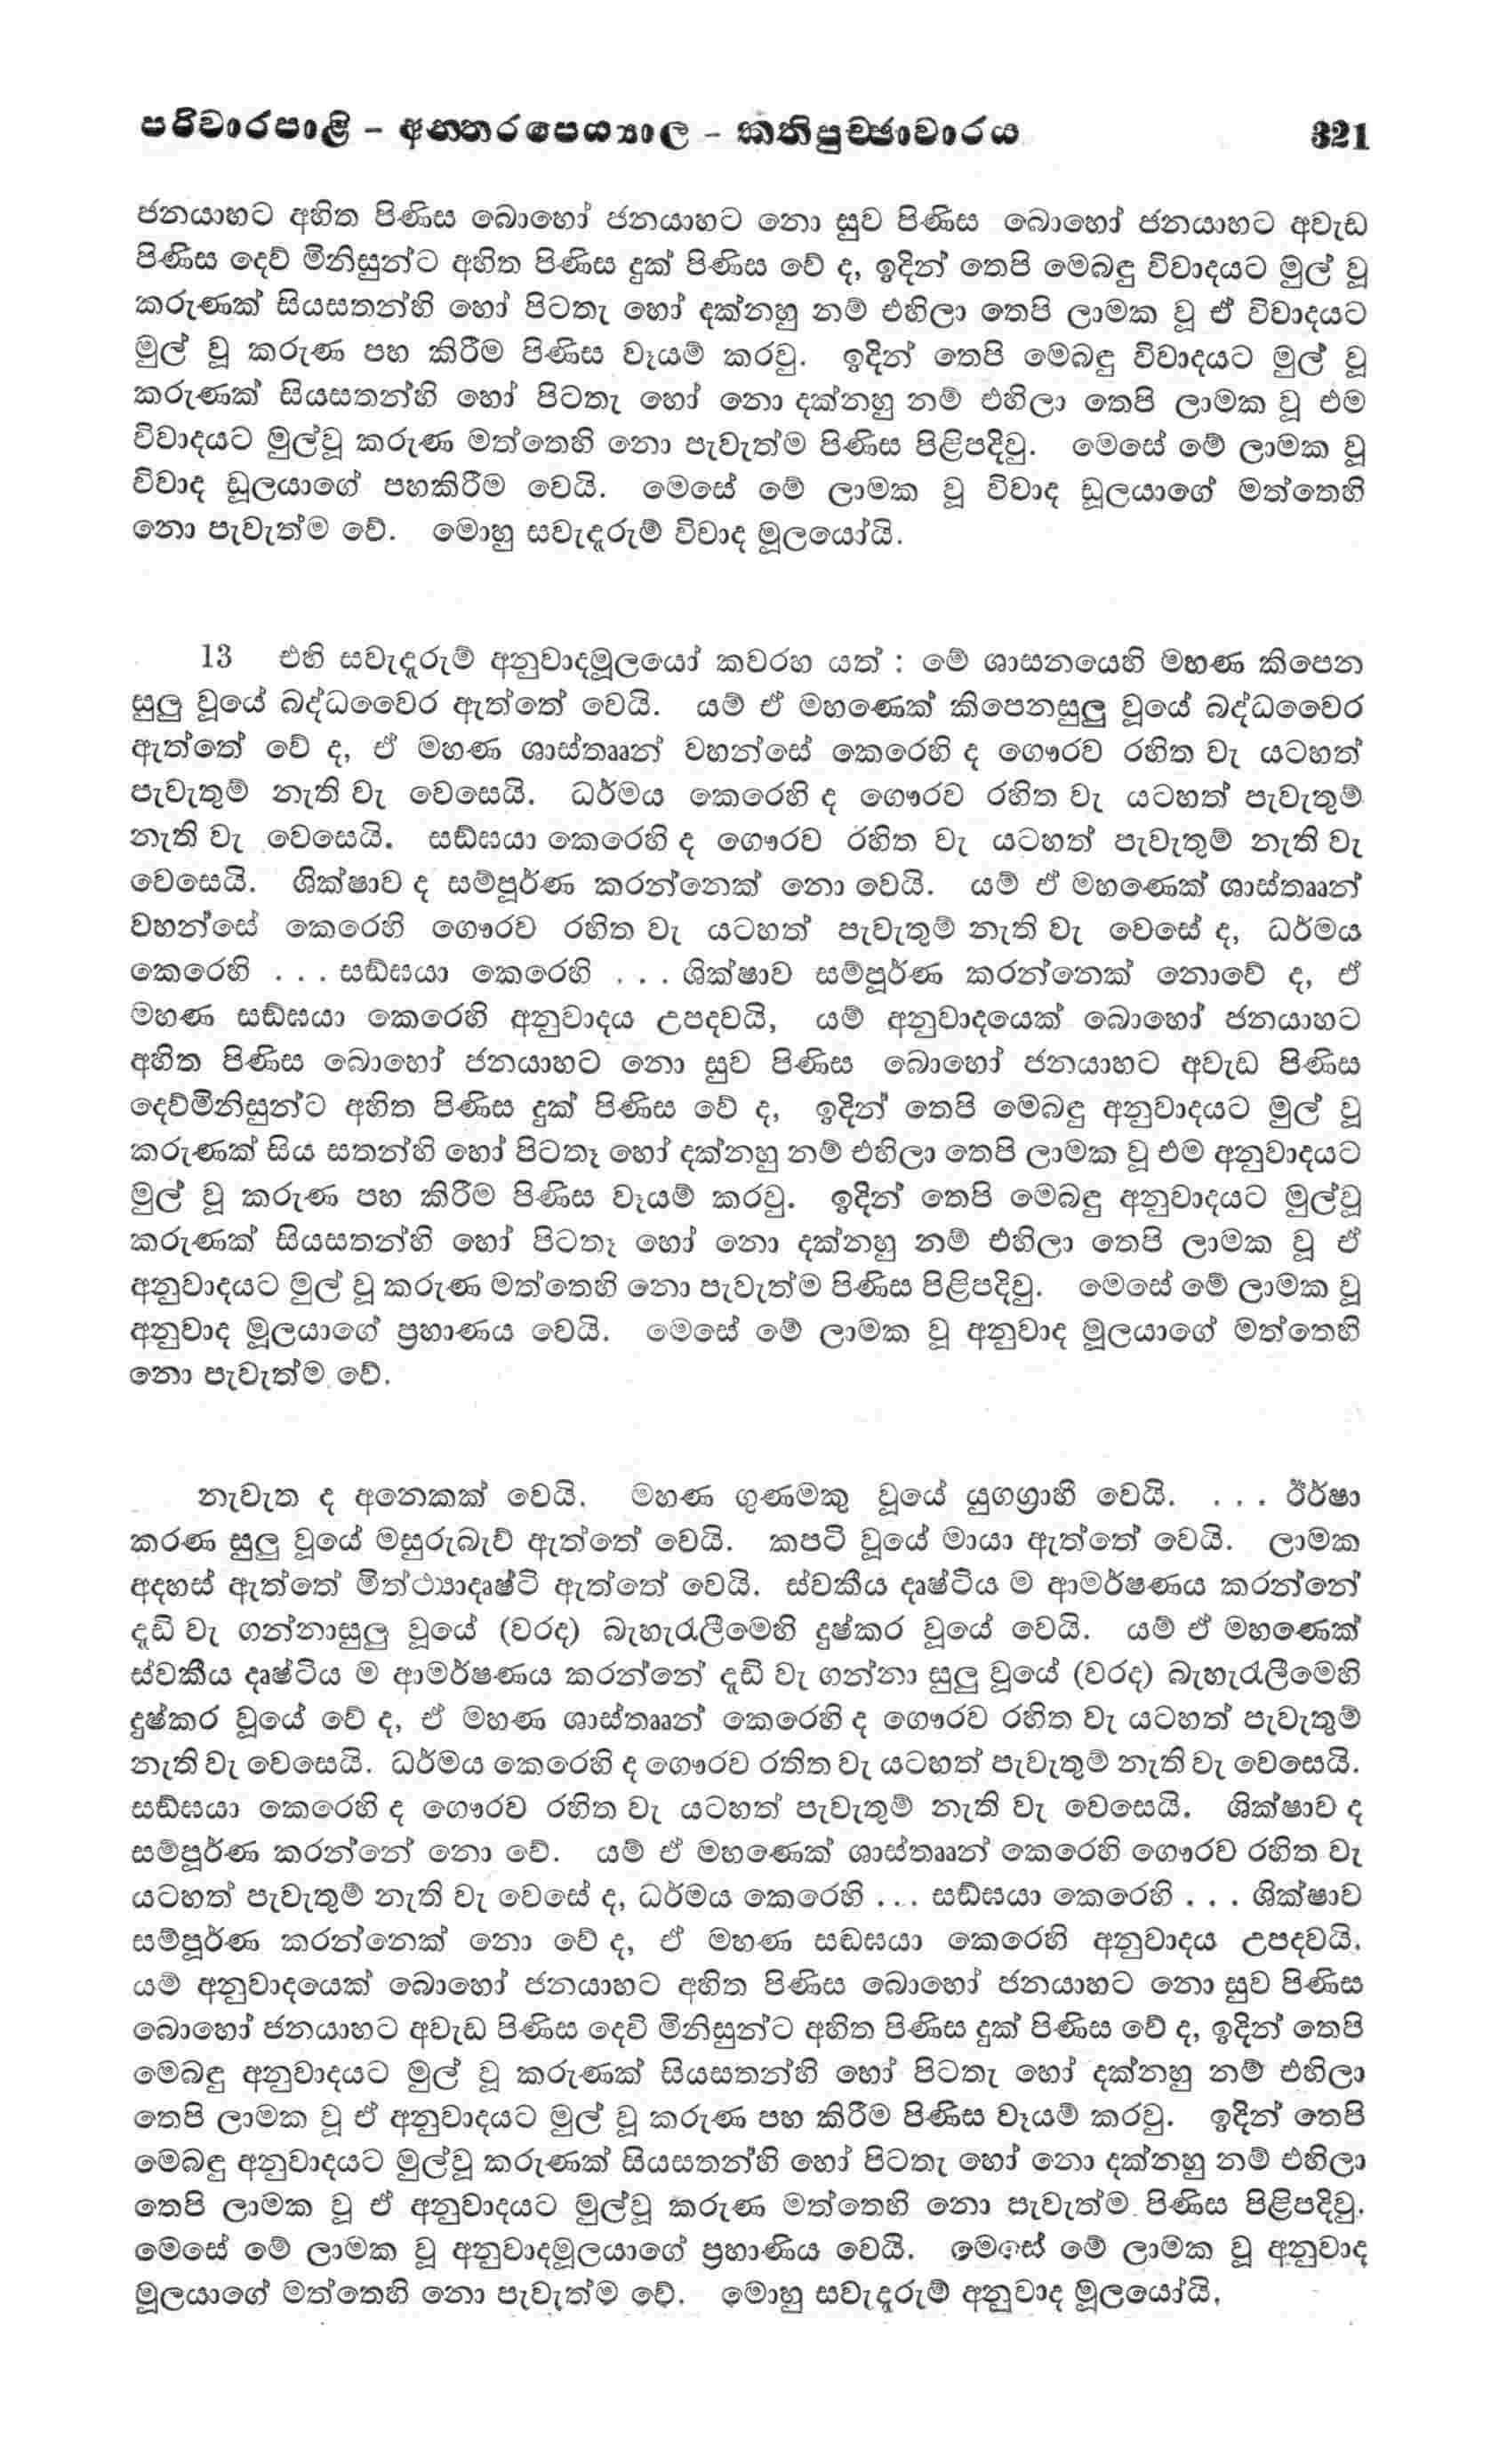 පරිවාරපාළි - අන්තරපෙය්‍යාල - කතිපුච්ඡාවාරය 321
ජනයාහට අහිත පිණිස බොහෝ ජනයාහට නො සුව පිණිස බොහෝ ජනයාහට අවැඩ
පිණිස දෙව් මිනිසුන්ට අහිත පිණිස දුක් පිණිස වේ ද, ඉදින් තෙපි මෙබඳු විවාදයට මුල් වූ
කරුණක් සියසතන්හි හෝ පිටතැ හෝ දක්නහු නම් එහිලා තෙපි ලාමක වූ ඒ විවාදයට
මුල් වූ කරුණ පහ කිරීම පිණිස වෑයම් කරවු. ඉදින් තෙපි මෙබඳු විවාදයට මුල් වූ
කරුණක් සියසතන්හි හෝ පිටතැ හෝ නො දක්නහු නම් එහිලා තෙපි ලාමක වූ එම
විවාදයට මුල්වූ කරුණ මත්තෙහි නො පැවැත්ම පිණිස පිළිපදිවු. මෙසේ මේ ලාමක වූ
විවාද මූලයාගේ පහකිරීම වෙයි. මෙසේ මේ ලාමක වූ විවාද මූලයාගේ මත්තෙහි
නො පැවැත්ම වේ. මොහු සවැදෑරුම් විවාද මූලයෝයි.
13 එහි සවැදෑරුම් අනුවාදමූලයෝ කවරහ යත් : මේ ශාසනයෙහි මහණ කිපෙන
සුලු වූයේ බද්ධවෛර ඇත්තේ වෙයි. යම් ඒ මහණෙක් කිපෙනසුලු වූයේ බද්ධවෛර
ඇත්තේ වේ ද, ඒ මහණ ශාස්තෲන් වහන්සේ කෙරෙහි ද ගෞරව රහිත වැ යටහත්
පැවැතුම් නැති වැ වෙසෙයි. ධර්මය කෙරෙහි ද ගෞරව රහිත වැ යටහත් පැවැතුම්
නැති වැ වෙසෙයි. සඞ්ඝයා කෙරෙහි ද ගෞරව රහිත වැ යටහත් පැවැතුම් නැති වැ
වෙසෙයි. ශික්ෂාව ද සම්පූර්ණ කරන්නෙක් නො වෙයි. යම් ඒ මහණෙක් ශාස්තෲන්
වහන්සේ කෙරෙහි ගෞරව රහිත වැ යටහත් පැවැතුම් නැති වැ වෙසේ ද, ධර්මය
කෙරෙහි . . . සඞ්ඝයා කෙරෙහි . . . ශික්ෂාව සම්පූර්ණ කරන්නෙක් නොවේ ද, ඒ
මහණ සඞ්ඝයා කෙරෙහි අනුවාදය උපදවයි, යම් අනුවාදයෙක් බොහෝ ජනයාහට
අහිත පිණිස බොහෝ ජනයාහට නො සුව පිණිස බොහෝ ජනයාහට අවැඩ පිණිස
දෙව්මිනිසුන්ට අහිත පිණිස දුක් පිණිස වේ ද, ඉදින් තෙපි මෙබඳු අනුවාදයට මුල් වූ
කරුණක් සිය සතන්හි හෝ පිටතෑ හෝ දක්නහු නම් එහිලා තෙපි ලාමක වූ එම අනුවාදයට
මුල් වූ කරුණ පහ කිරීම පිණිස වෑයම් කරවු. ඉදින් තෙපි මෙබඳු අනුවාදයට මුල්වූ
කරුණක් සියසතන්හි හෝ පිටතෑ හෝ නො දක්නහු නම් එහිලා තෙපි ලාමක වූ ඒ
අනුවාදයට මුල් වූ කරුණ මත්තෙහි නො පැවැත්ම පිණිස පිළිපදිවු. මෙසේ මේ ලාමක වූ
අනුවාද මූලයාගේ ප්‍රහාණය වෙයි. මෙසේ මේ ලාමක වූ අනුවාද මූලයාගේ මත්තෙහි
නො පැවැත්ම වේ.
නැවැත ද අනෙකක් වෙයි. මහණ ගුණමකු වූයේ යුගග්‍රාහී වෙයි. . . . ඊර්ෂා
කරණ සුලු වූයේ මසුරුබැව් ඇත්තේ වෙයි. කපටි වූයේ මායා ඇත්තේ වෙයි. ලාමක
අදහස් ඇත්තේ මිත්ථ්‍යාදෘෂ්ටි ඇත්තේ වෙයි. ස්වකීය දෘෂ්ටිය ම ආමර්ෂණය කරන්නේ
දැඩි වැ ගන්නාසුලු වූයේ (වරද) බැහැරැලීමෙහි දුෂ්කර වූයේ වෙයි. යම් ඒ මහණෙක්
ස්වකීය දෘෂ්ටිය ම ආමර්ෂණය කරන්නේ දැඩි වැ ගන්නා සුලු වූයේ (වරද) බැහැරැලීමෙහි
දුෂ්කර වූයේ වේ ද, ඒ මහණ ශාස්තෲන් කෙරෙහි ද ගෞරව රහිත වැ යටහත් පැවැතුම්
නැති වැ වෙසෙයි. ධර්මය කෙරෙහි ද ගෞරව රතිත වැ යටහත් පැවැතුම් නැති වැ වෙසෙයි.
සඞ්ඝයා කෙරෙහි ද ගෞරව රහිත වැ යටහත් පැවැතුම් නැති වැ වෙසෙයි. ශික්ෂාව ද
සම්පූර්ණ කරන්නේ නො වේ. යම් ඒ මහණෙක් ශාස්තෲන් කෙරෙහි ගෞරව රහිත වැ
යටහත් පැවැතුම් නැති වැ වෙසේ ද, ධර්මය කෙරෙහි . . . සඞ්ඝයා කෙරෙහි . . . ශික්ෂාව
සම්පූර්ණ කරන්නෙක් නො වේ ද, ඒ මහණ සඞඝයා කෙරෙහි අනුවාදය උපදවයි.
යම් අනුවාදයෙක් බොහෝ ජනයාහට අහිත පිණිස බොහෝ ජනයාහට නො සුව පිණිස
බොහෝ ජනයාහට අවැඩ පිණිස දෙවි මිනිසුන්ට අහිත පිණිස දුක් පිණිස වේ ද, ඉදින් තෙපි
මෙබඳු අනුවාදයට මුල් වූ කරුණක් සියසතන්හි හෝ පිටතැ හෝ දක්නහු නම් එහිලා
තෙපි ලාමක වූ ඒ අනුවාදයට මුල් වූ කරුණ පහ කිරීම පිණිස වෑයම් කරවු. ඉදින් තෙපි
මෙබඳු අනුවාදයට මුල්වූ කරුණක් සියසතන්හි හෝ පිටතැ හෝ නො දක්නහු නම් එහිලා
තෙපි ලාමක වූ ඒ අනුවාදයට මුල්වූ කරුණ මත්තෙහි නො පැවැත්ම පිණිස පිළිපදිවු.
මෙසේ මේ ලාමක වූ අනුවාදමූලයාගේ ප්‍රහාණිය වෙයි. මෙසේ මේ ලාමක වූ අනුවාද
මූලයාගේ මත්තෙහි නො පැවැත්ම වේ. මොහු සවැදෑරුම් අනුවාද මූලයෝයි.